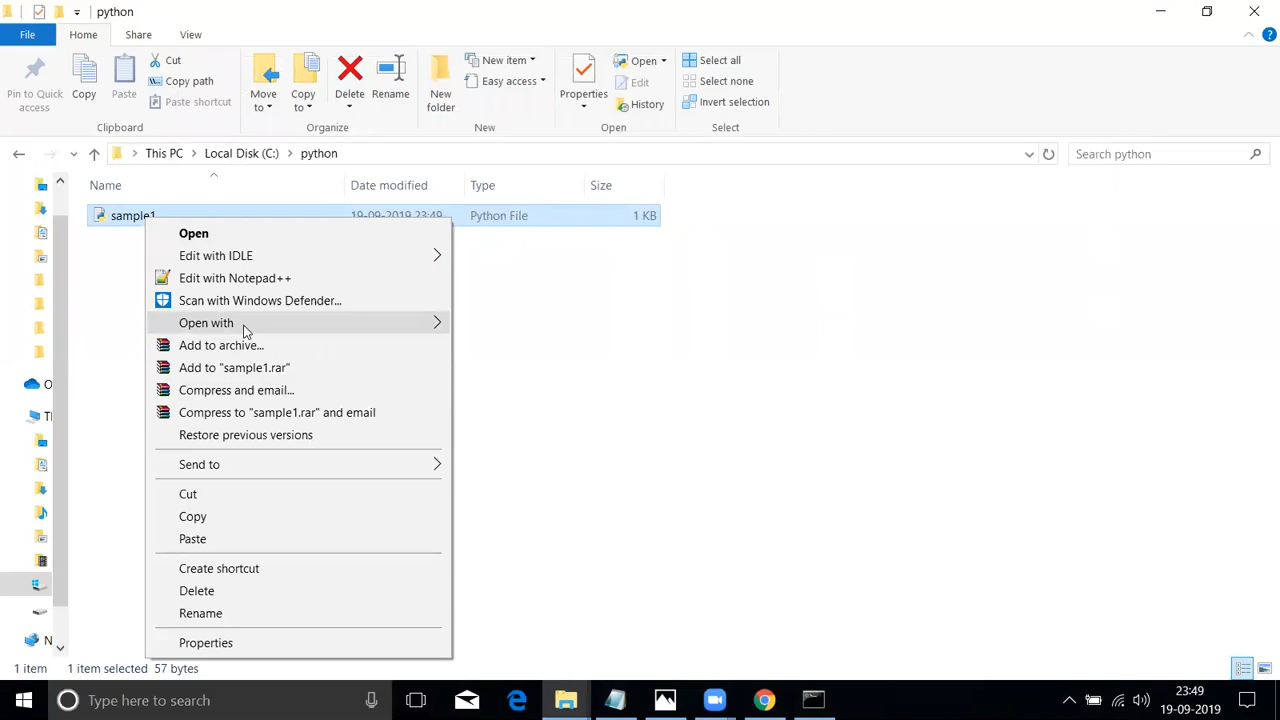 python
File Home Share View
Pin to Quick access
Copy
Paste
Cut
Copy path
Paste shortcut
Clipboard
Move to
Copy to
Delete
Rename
Organize
New folder
New item
Easy access
New
Properties
Open
Edit
History
Open
Select all
Select none
Invert selection
Select
This PC Local Disk (C:) python
Search python
Name Date modified Type Size
sample1 19-09-2019 23:49 Python File 1 KB
Open
Edit with IDLE
Edit with Notepad++
Scan with Windows Defender...
Open with
Add to archive...
Add to "sample1.rar"
Compress and email...
Compress to "sample1.rar" and email
Restore previous versions
Send to
Cut
Copy
Paste
Create shortcut
Delete
Rename
Properties
1 item 1 item selected 57 bytes
Type here to search
23:49
19-09-2019